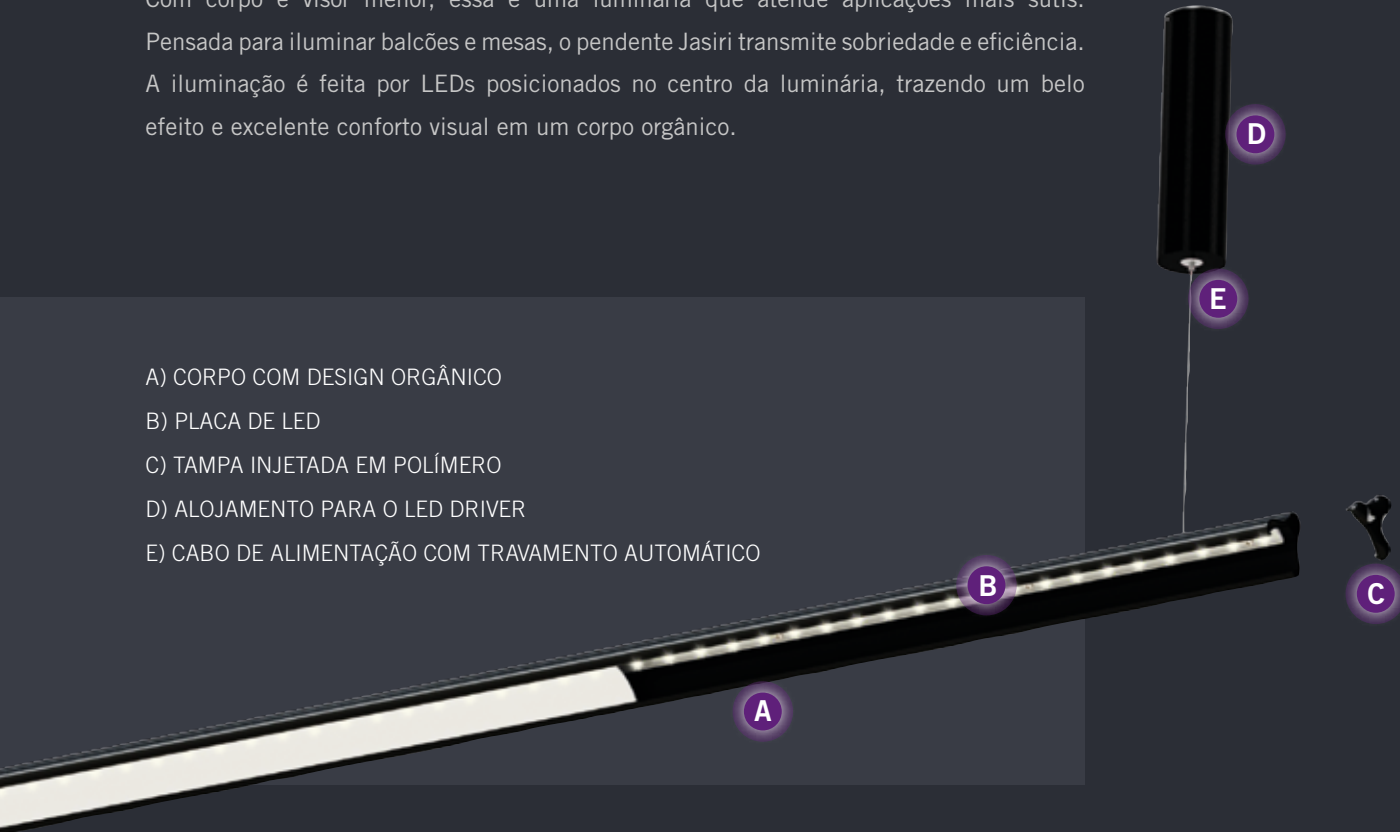 Com corpo e visor menor, essa é uma luminária que atende aplicações mais sutis.
Pensada para iluminar balcões e mesas, o pendente Jasiri transmite sobriedade e eficiência.
A iluminação é feita por LEDs posicionados no centro da luminária, trazendo um belo
efeito e excelente conforto visual em um corpo orgânico.
D
E
A) CORPO COM DESIGN ORGÂNICO
B) PLACA DE LED
C) TAMPA INJETADA EM POLÍMERO
D) ALOJAMENTO PARA O LED DRIVER
E) CABO DE ALIMENTAÇÃO COM TRAVAMENTO AUTOMÁTICO
B
C
A